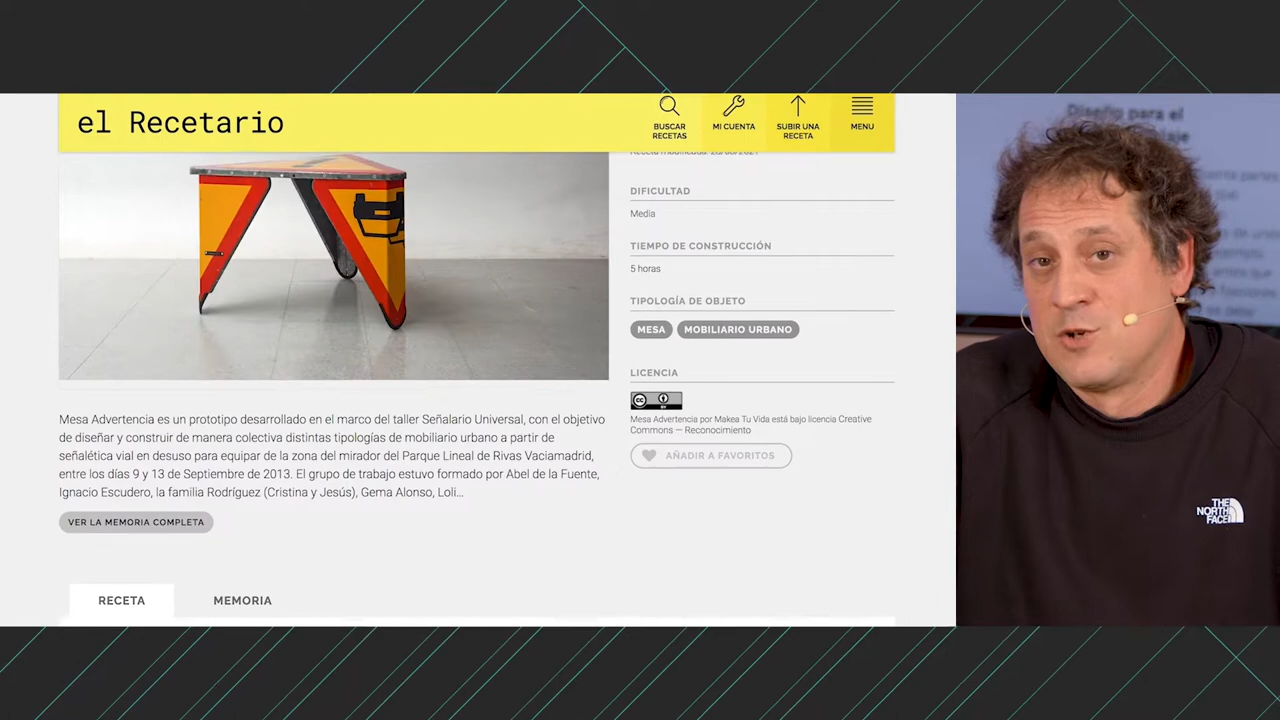 el Recetario
BUSCAR
RECETAS
MI CUENTA
SUBIR UNA
RECETA
MENU
DIFICULTAD
Media
TIEMPO DE CONSTRUCCIÓN
5 horas
TIPOLOGÍA DE OBJETO
MESA
MOBILIARIO URBANO
LICENCIA
cc
BY
Mesa Advertencia por Makea Tu Vida está bajo licencia Creative
Commons — Reconocimiento
AÑADIR A FAVORITOS
Mesa Advertencia es un prototipo desarrollado en el marco del taller Señalario Universal, con el objetivo
de diseñar y construir de manera colectiva distintas tipologías de mobiliario urbano a partir de
señalética vial en desuso para equipar de la zona del mirador del Parque Lineal de Rivas Vaciamadrid,
entre los días 9 y 13 de Septiembre de 2013. El grupo de trabajo estuvo formado por Abel de la Fuente,
Ignacio Escudero, la familia Rodríguez (Cristina y Jesús), Gema Alonso, Loli...
VER LA MEMORIA COMPLETA
RECETA
MEMORIA
Diseño para el
THE
NORTH
FACE